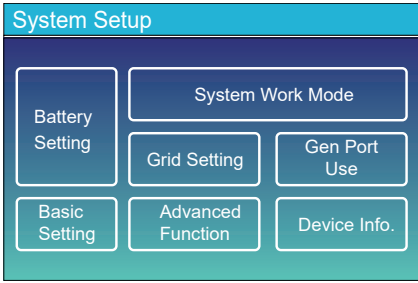 System Setup
Battery
Setting
System Work Mode
Grid Setting
Gen Port
Use
Basic
Setting
Advanced
Function
Device Info.